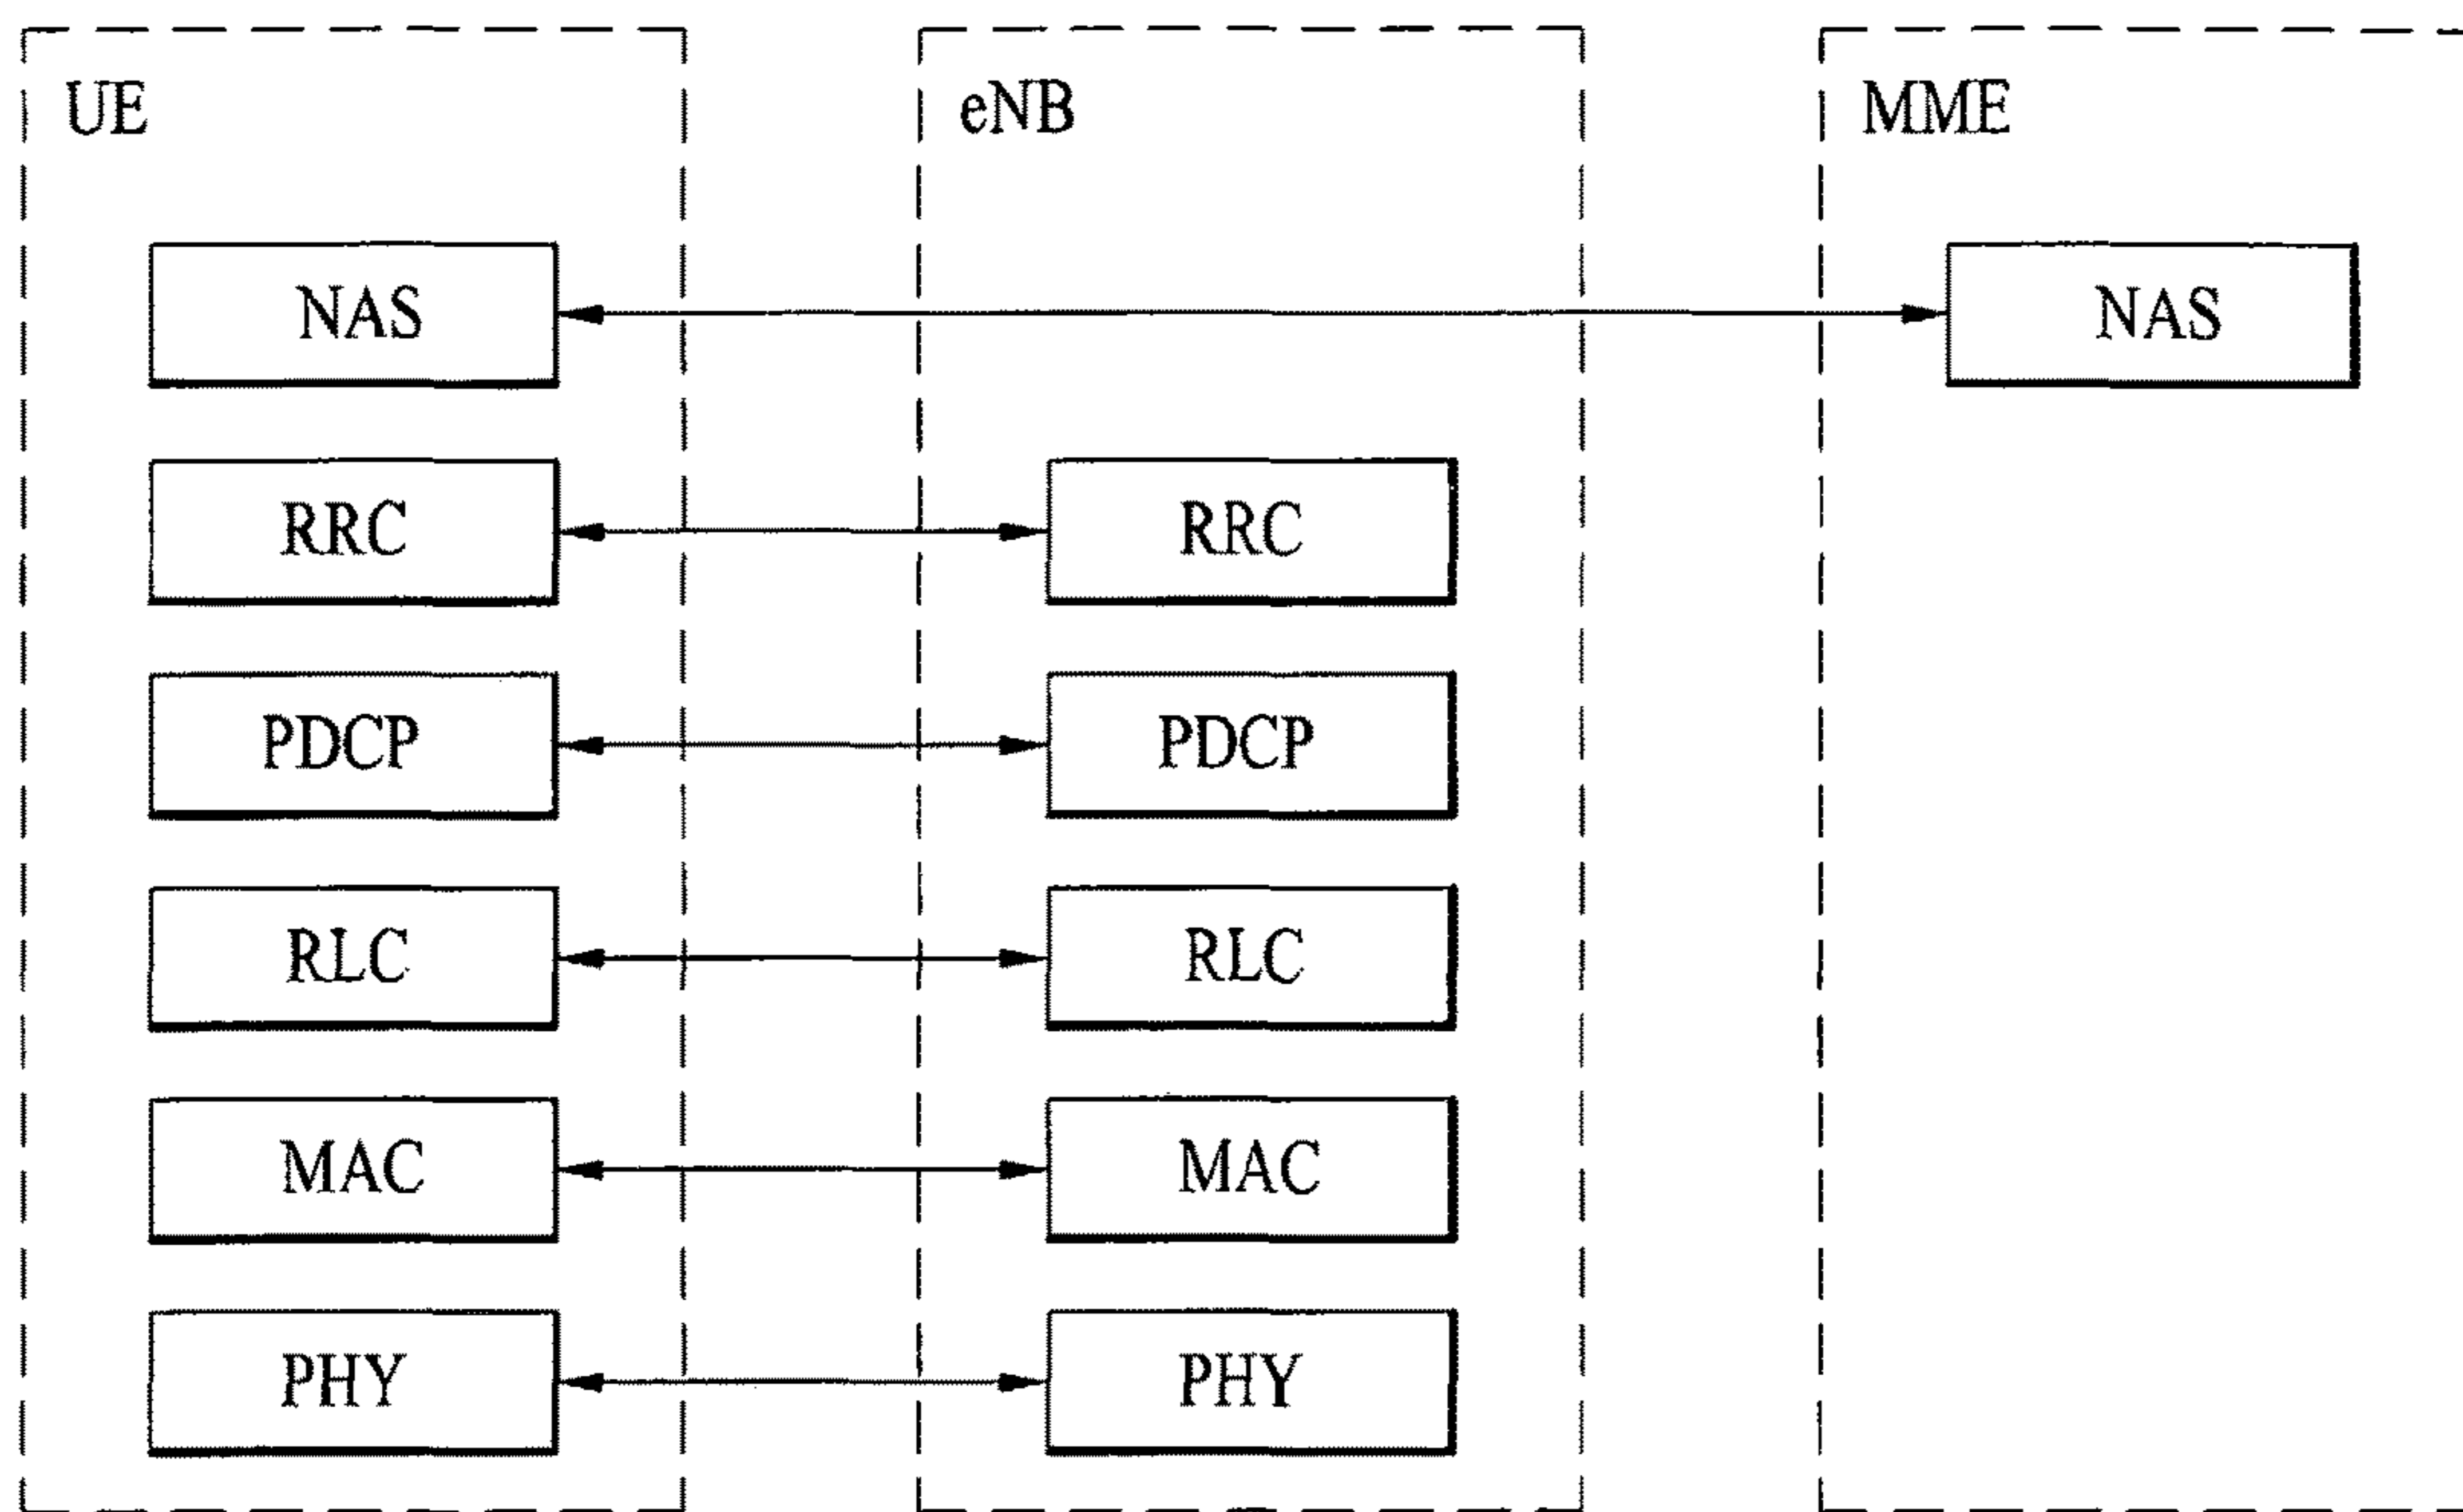 UE
eNB
MME
NAS
NAS
RRC
RRC
PDCP
PDCP
RLC
RLC
MAC
MAC
PHY
PHY